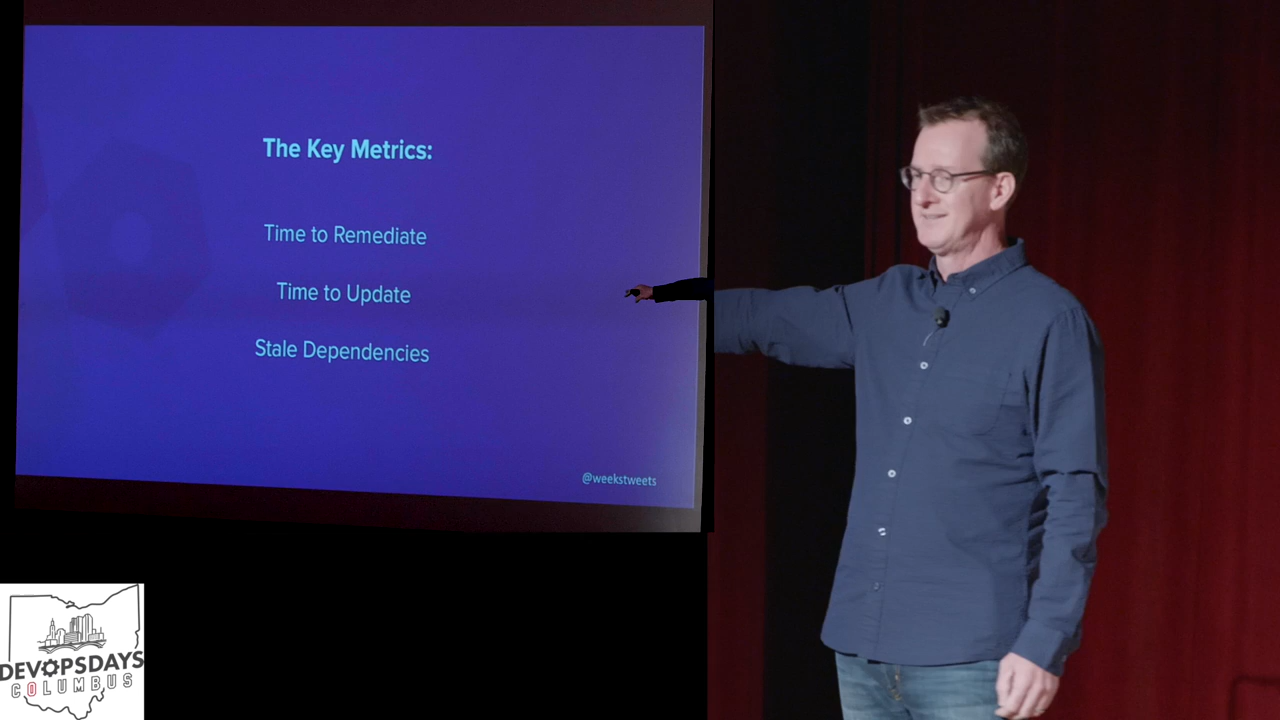 The Key Metrics:
Time to Remediate
Time to Update
Stale Dependencies
@weekstweets
DEVOPSDAYS
COLUMBUS